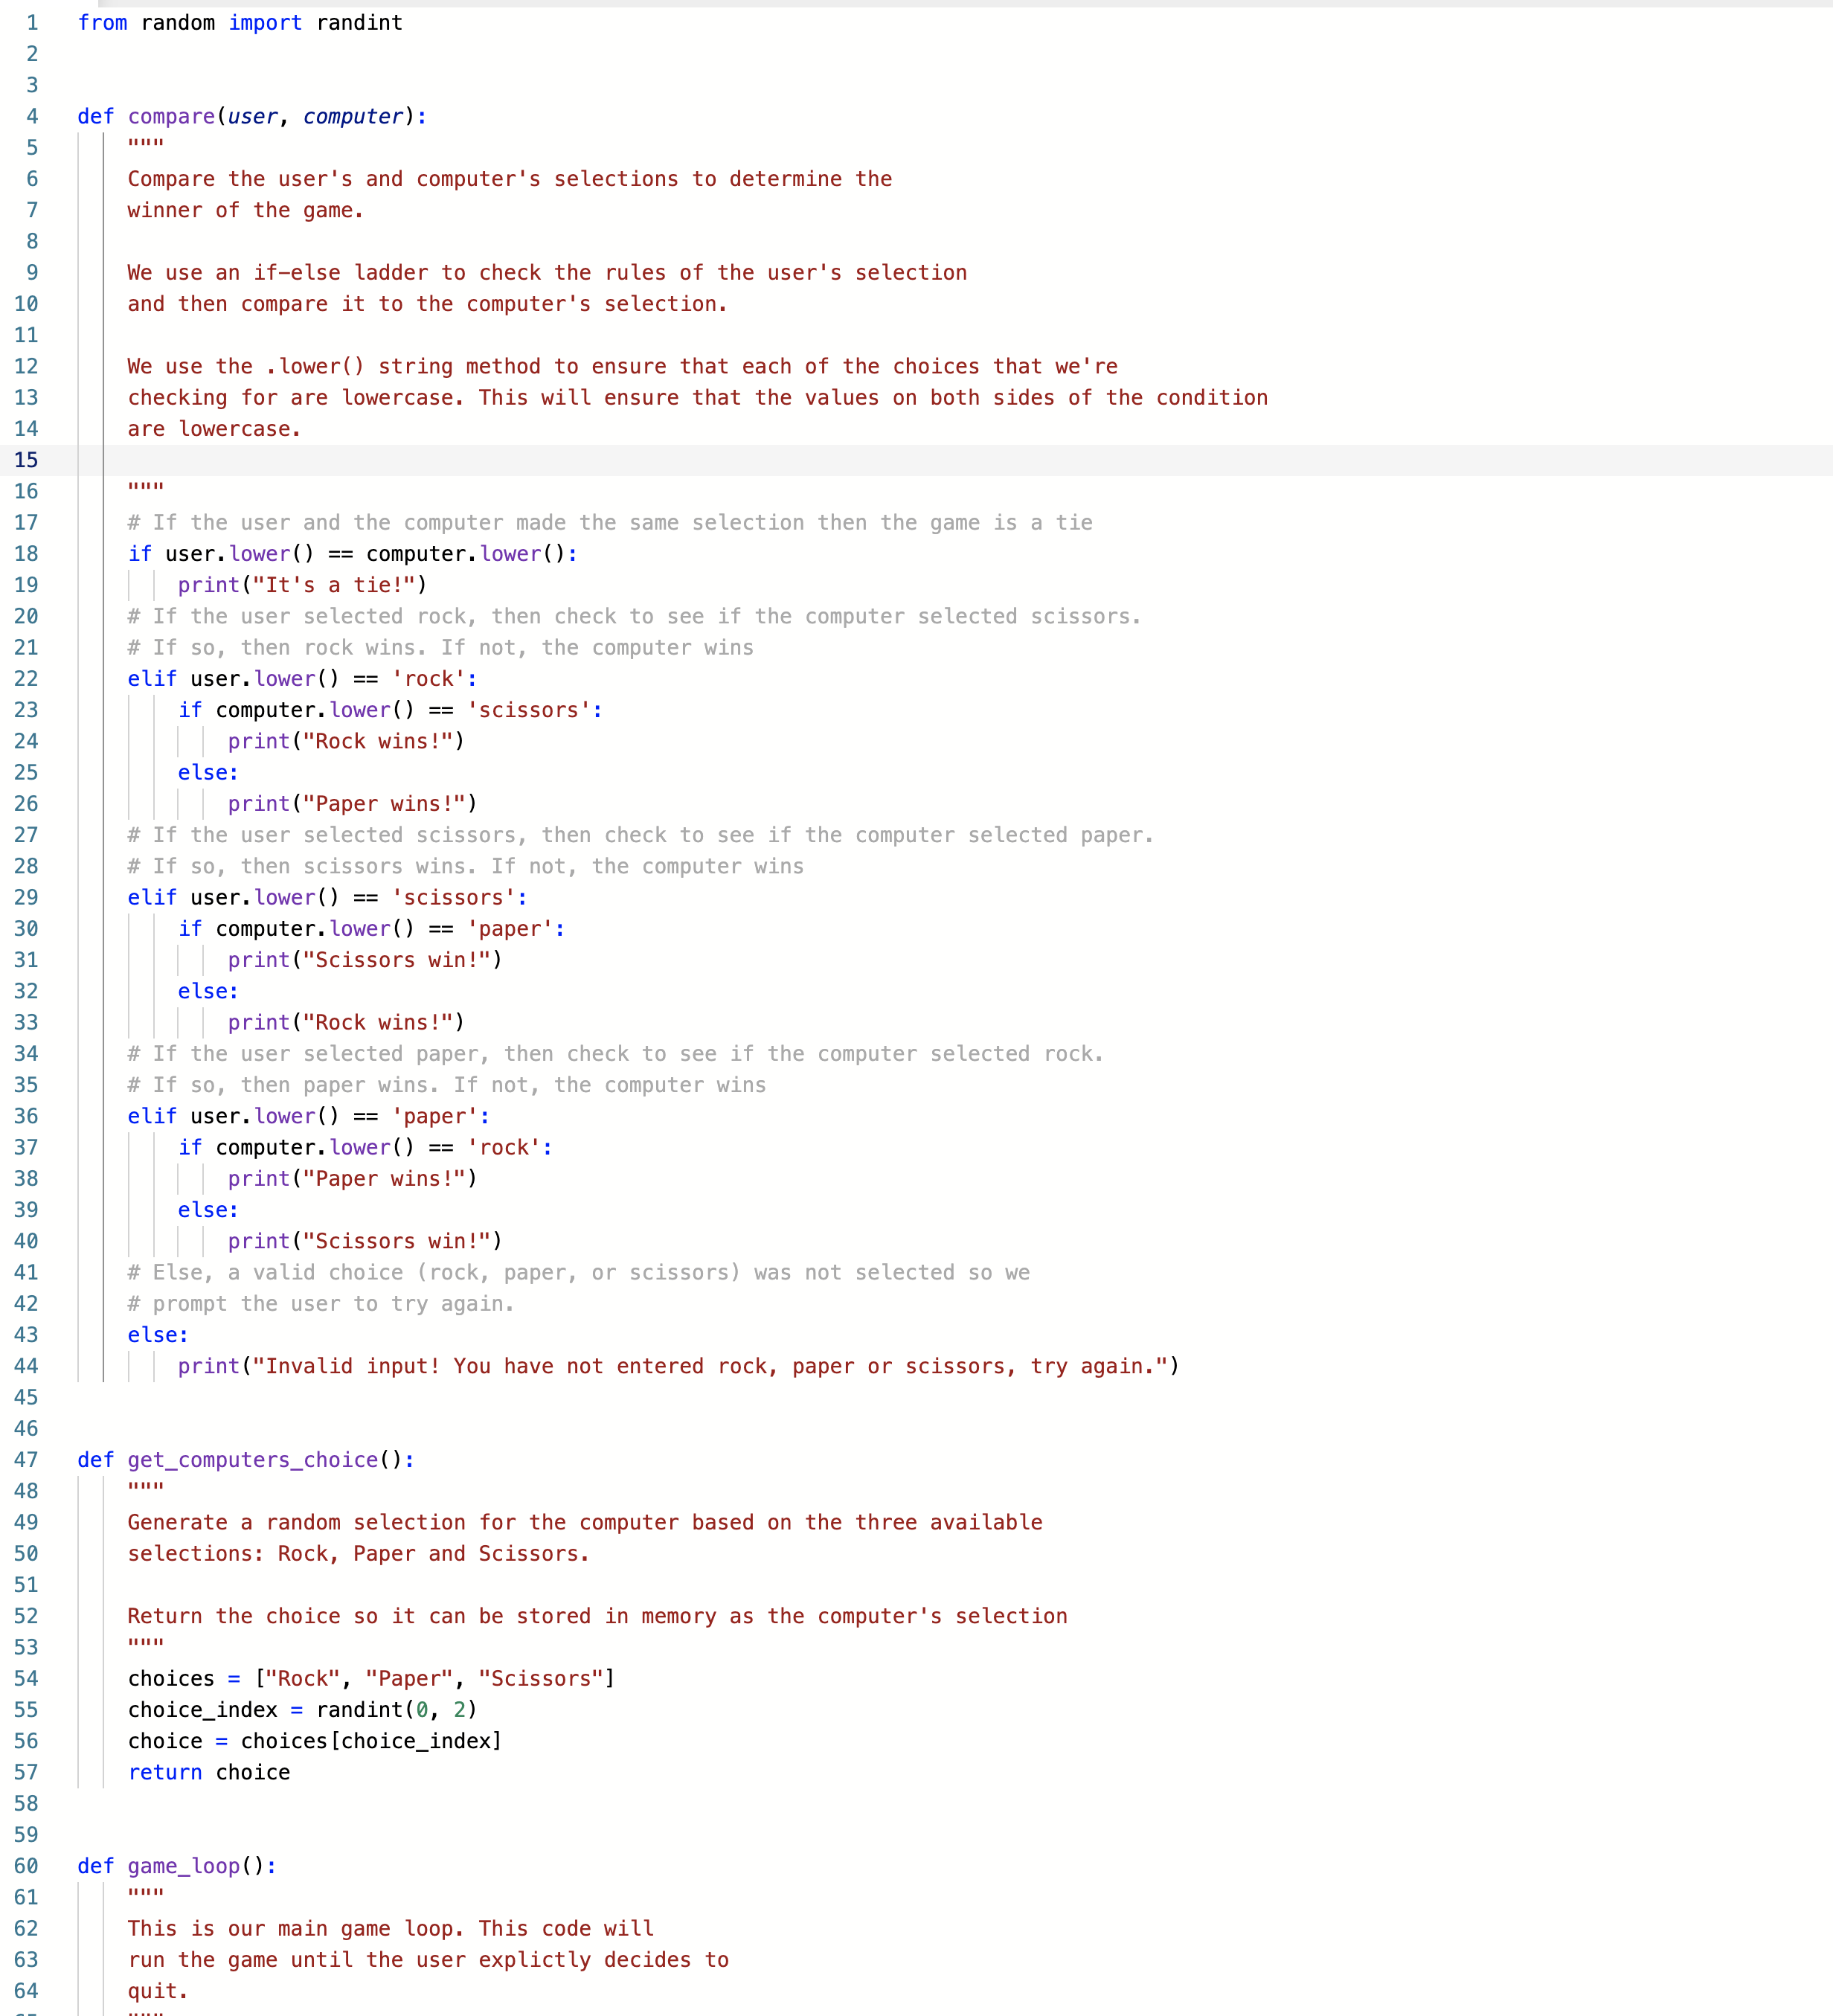 1 from random import randint
2
3
4 def compare(user, computer):
5     """
6     Compare the user's and computer's selections to determine the
7     winner of the game.
8
9     We use an if-else ladder to check the rules of the user's selection
10     and then compare it to the computer's selection.
11
12     We use the .lower() string method to ensure that each of the choices that we're
13     checking for are lowercase. This will ensure that the values on both sides of the condition
14     are lowercase.
15
16     """
17     # If the user and the computer made the same selection then the game is a tie
18     if user.lower() == computer.lower():
19         print("It's a tie!")
20     # If the user selected rock, then check to see if the computer selected scissors.
21     # If so, then rock wins. If not, the computer wins
22     elif user.lower() == 'rock':
23         if computer.lower() == 'scissors':
24             print("Rock wins!")
25         else:
26             print("Paper wins!")
27     # If the user selected scissors, then check to see if the computer selected paper.
28     # If so, then scissors wins. If not, the computer wins
29     elif user.lower() == 'scissors':
30         if computer.lower() == 'paper':
31             print("Scissors win!")
32         else:
33             print("Rock wins!")
34     # If the user selected paper, then check to see if the computer selected rock.
35     # If so, then paper wins. If not, the computer wins
36     elif user.lower() == 'paper':
37         if computer.lower() == 'rock':
38             print("Paper wins!")
39         else:
40             print("Scissors win!")
41     # Else, a valid choice (rock, paper, or scissors) was not selected so we
42     # prompt the user to try again.
43     else:
44         print("Invalid input! You have not entered rock, paper or scissors, try again.")
45
46
47 def get_computers_choice():
48     """
49     Generate a random selection for the computer based on the three available
50     selections: Rock, Paper and Scissors.
51
52     Return the choice so it can be stored in memory as the computer's selection
53     """
54     choices = ["Rock", "Paper", "Scissors"]
55     choice_index = randint(0, 2)
56     choice = choices[choice_index]
57     return choice
58
59
60 def game_loop():
61     """
62     This is our main game loop. This code will
63     run the game until the user explictly decides to
64     quit.